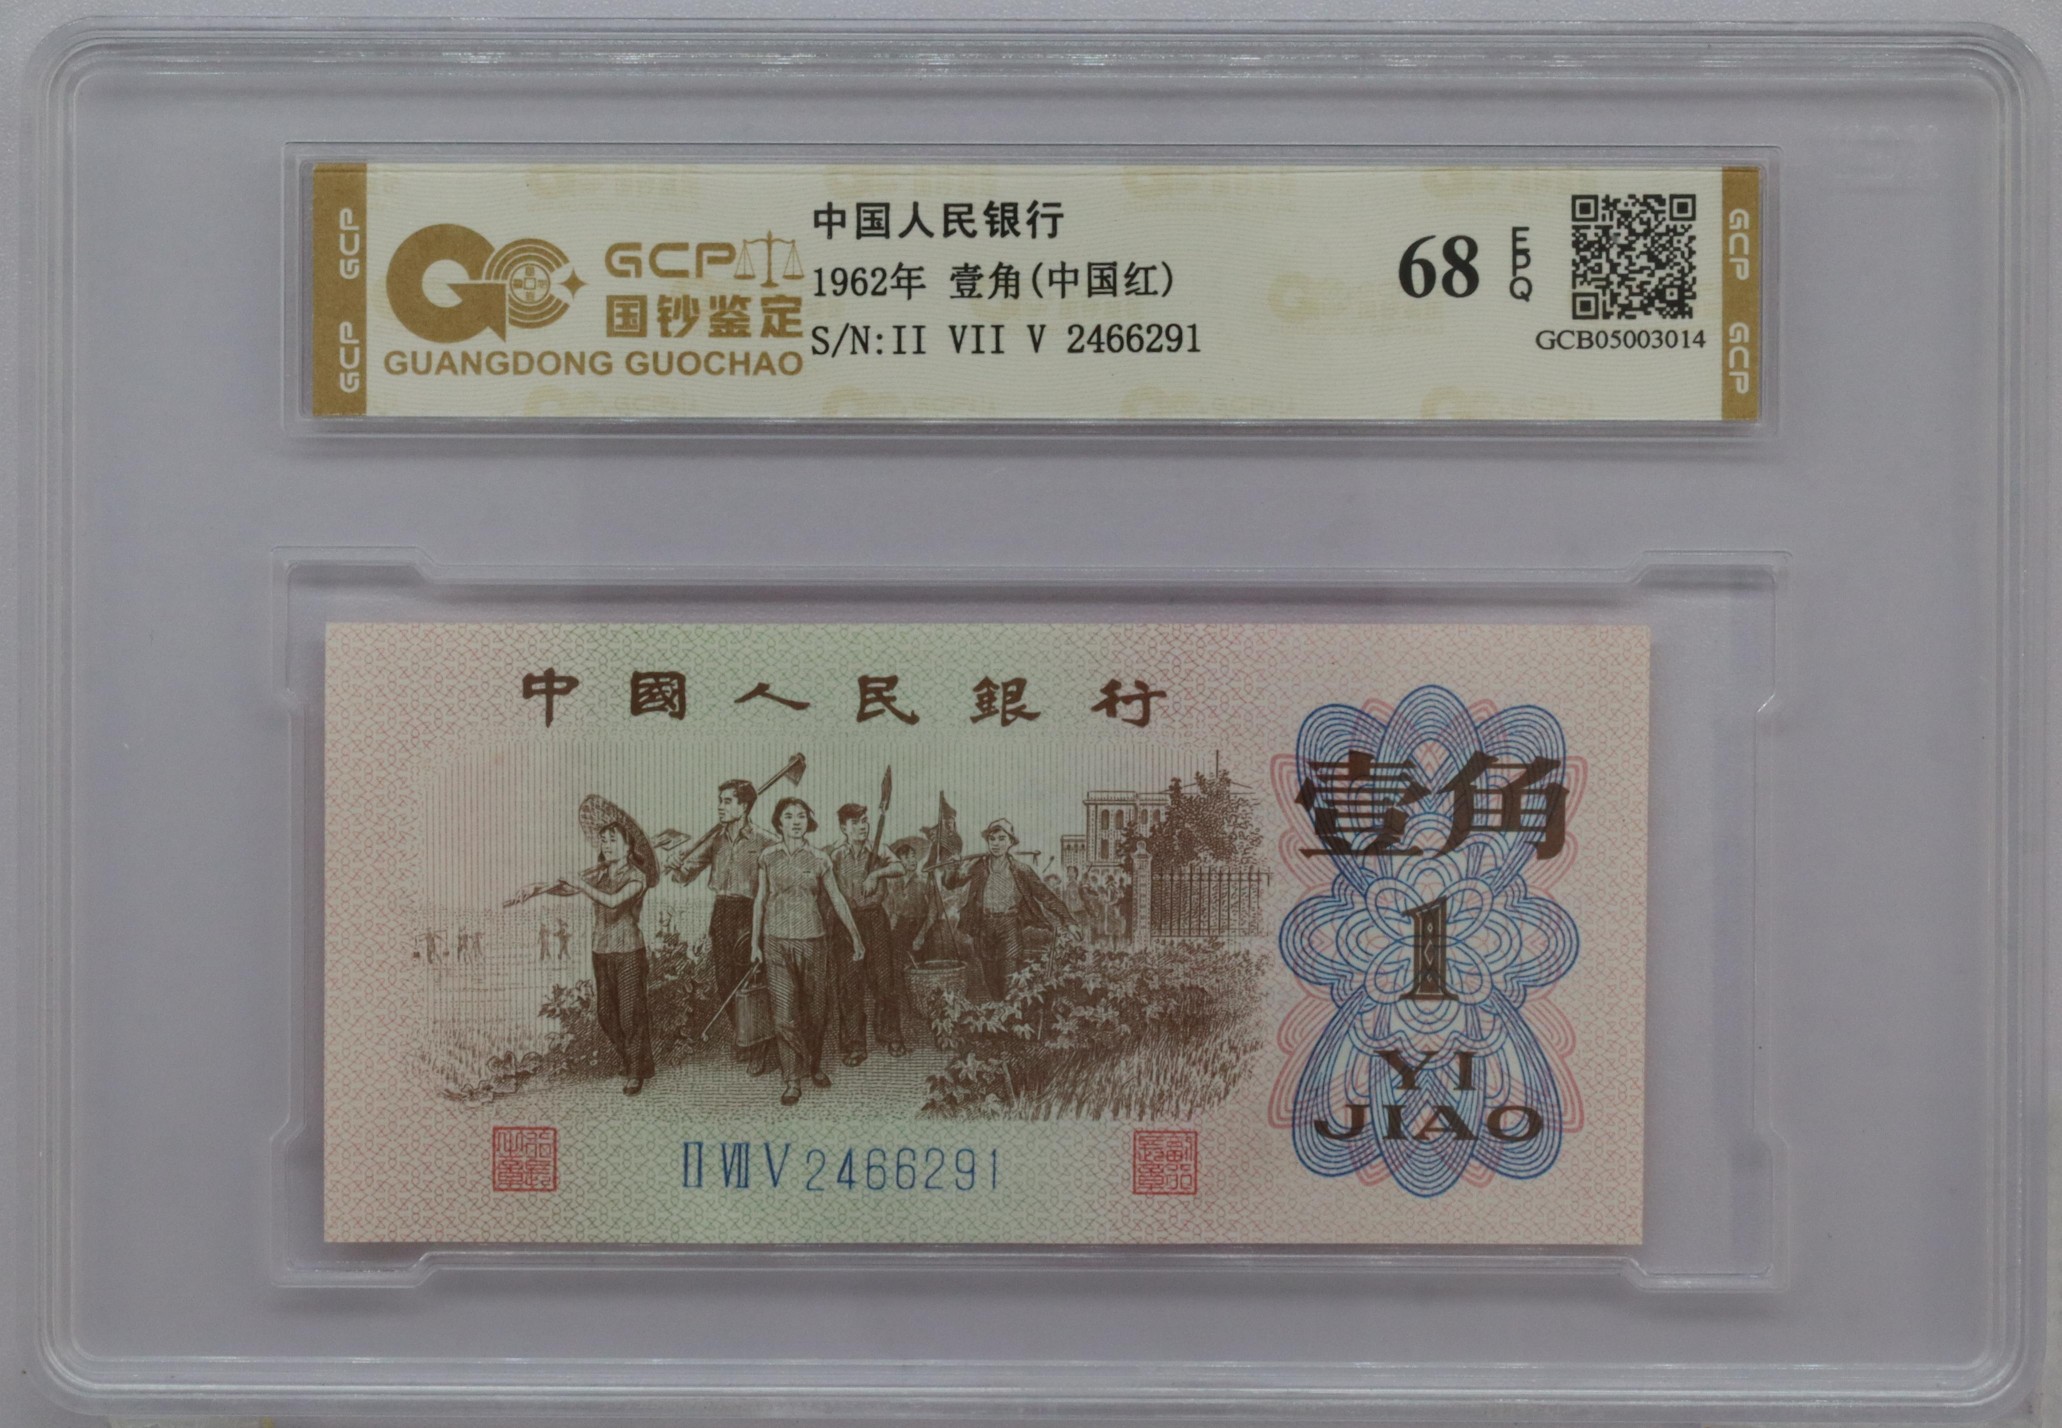 GCP GCP
GCP
国钞鉴定
GUANGDONG GUOCHAO
中国人民银行
1962年 壹角(中国红)
S/N:II VII V 2466291
68 EPQ
GCB05003014
GCP GCP
中國人民銀行
壹角
1
YI
JIAO
II VII V 2466291